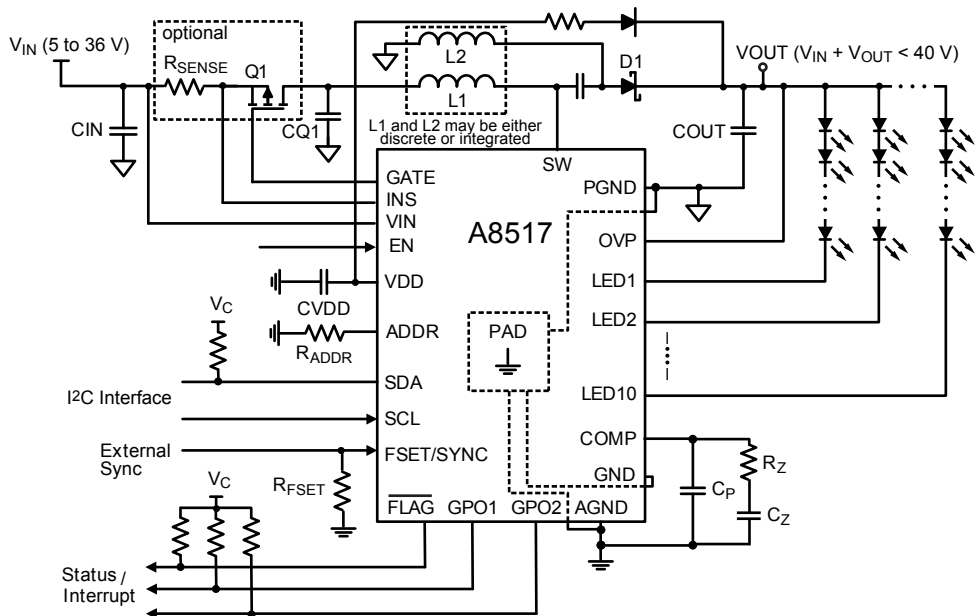 V_IN (5 to 36 V)
optional
R_SENSE
Q1
CIN
CQ1
L2
L1
L1 and L2 may be either
discrete or integrated
D1
VOUT (V_IN + V_OUT < 40 V)
COUT
SW
GATE
INS
VIN
EN
VDD
CVDD
ADDR
R_ADDR
V_C
SDA
I2C Interface
SCL
External
Sync
FSET/SYNC
R_FSET
A8517
PAD
PGND
OVP
LED1
LED2
LED10
COMP
GND
R_Z
C_P
C_Z
FLAG
GPO1
GPO2
AGND
V_C
Status /
Interrupt